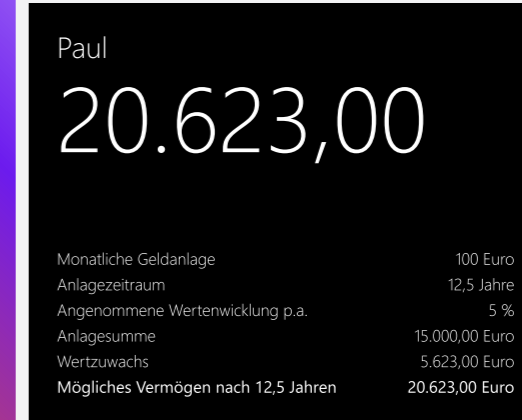 Paul
20.623,00
Monatliche Geldanlage 100 Euro
Anlagezeitraum 12,5 Jahre
Angenommene Wertenwicklung p.a. 5 %
Anlagesumme 15.000,00 Euro
Wertzuwachs 5.623,00 Euro
Mögliches Vermögen nach 12,5 Jahren 20.623,00 Euro